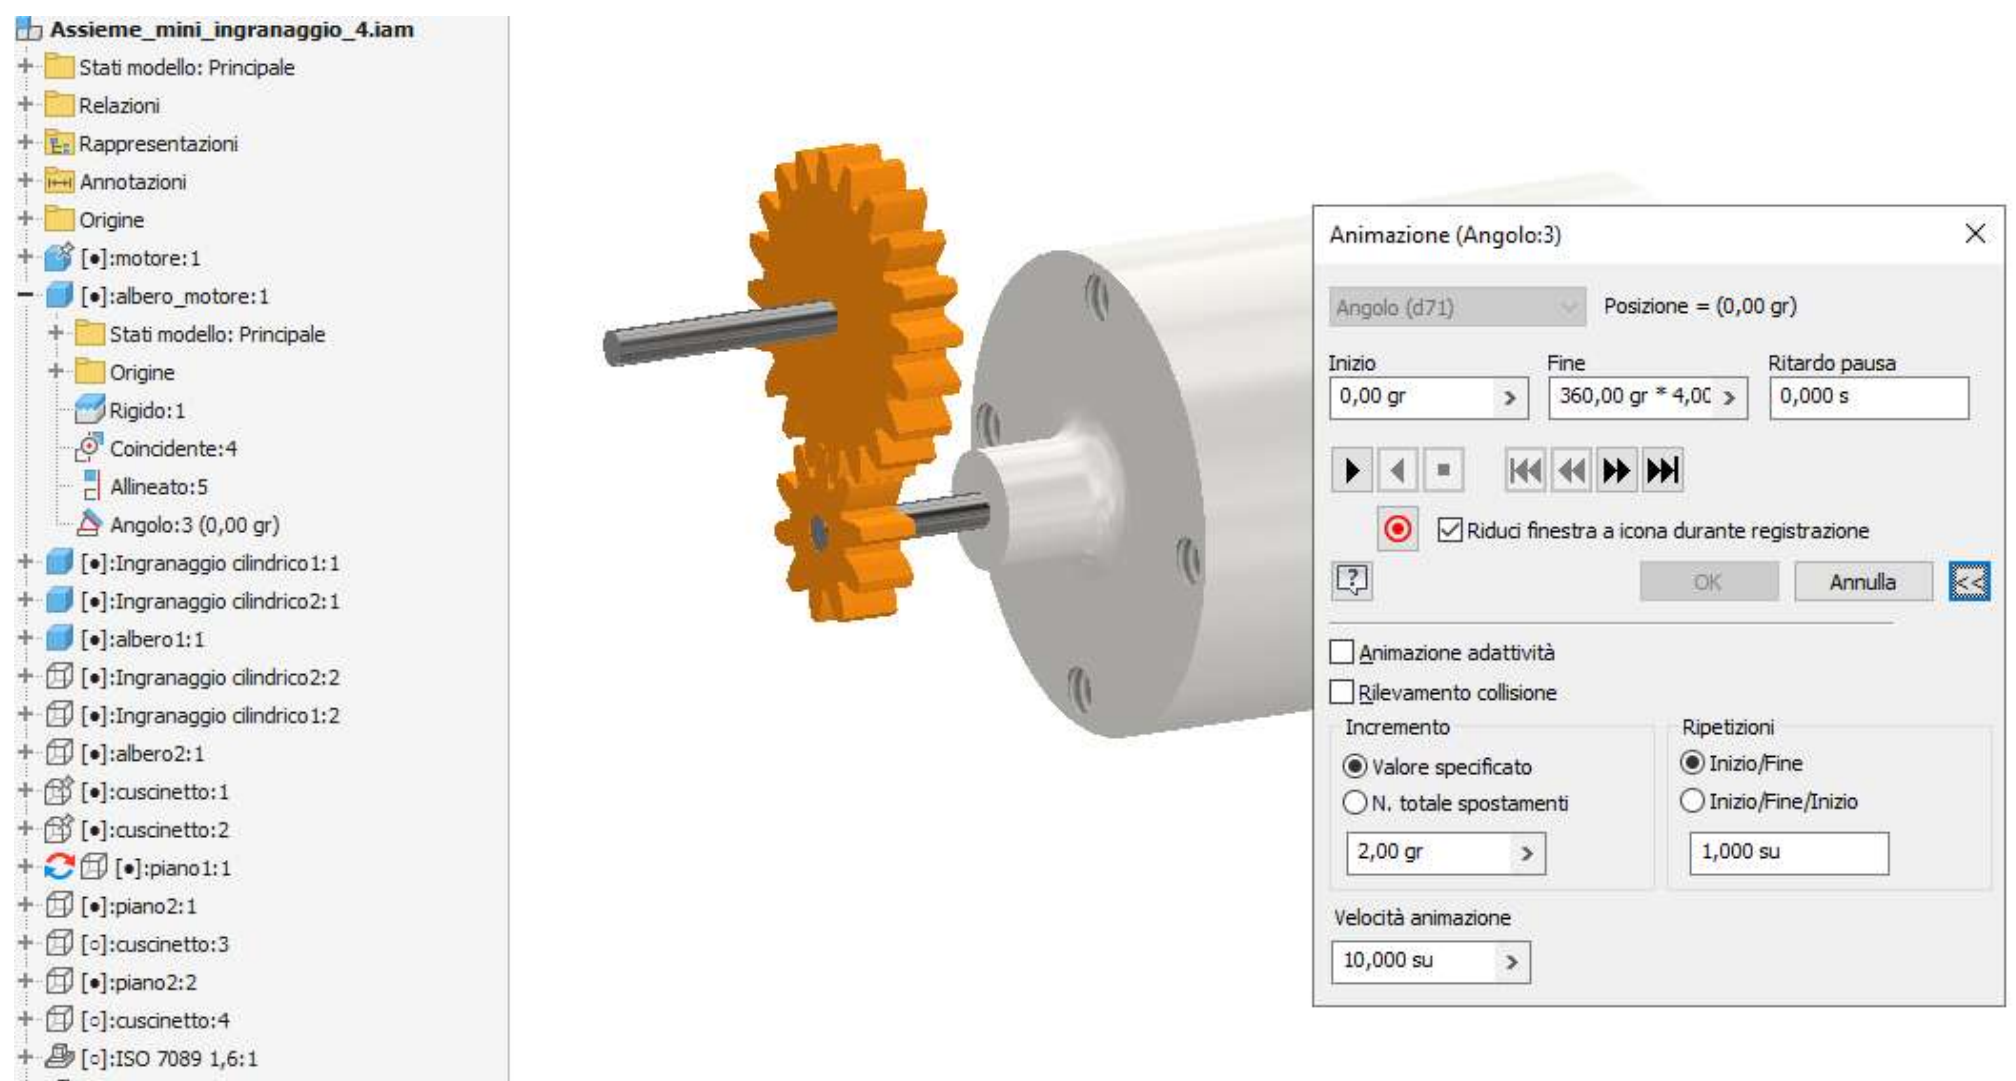 Assieme_mini_ingranaggio_4.iam
Stati modello: Principale
Relazioni
Rappresentazioni
Annotazioni
Origine
[●]:motore:1
[●]:albero_motore:1
Stati modello: Principale
Origine
Rigido:1
Coincidente:4
Allineato:5
Angolo:3 (0,00 gr)
[●]:Ingranaggio cilindrico1:1
[●]:Ingranaggio cilindrico2:1
[●]:albero1:1
[●]:Ingranaggio cilindrico2:2
[●]:Ingranaggio cilindrico1:2
[●]:albero2:1
[●]:cuscinetto:1
[●]:cuscinetto:2
[●]:piano1:1
[●]:piano2:1
[○]:cuscinetto:3
[●]:piano2:2
[○]:cuscinetto:4
[○]:ISO 7089 1,6:1
Animazione (Angolo:3)
Angolo (d71) Posizione = (0,00 gr)
Inizio Fine Ritardo pausa
0,00 gr > 360,00 gr * 4,00 > 0,000 s
Riduci finestra a icona durante registrazione
? OK Annulla <<
Animazione adattività
Rilevamento collisione
Incremento
Valore specificato
N. totale spostamenti
2,00 gr >
Ripetizioni
Inizio/Fine
Inizio/Fine/Inizio
1,000 su
Velocità animazione
10,000 su >